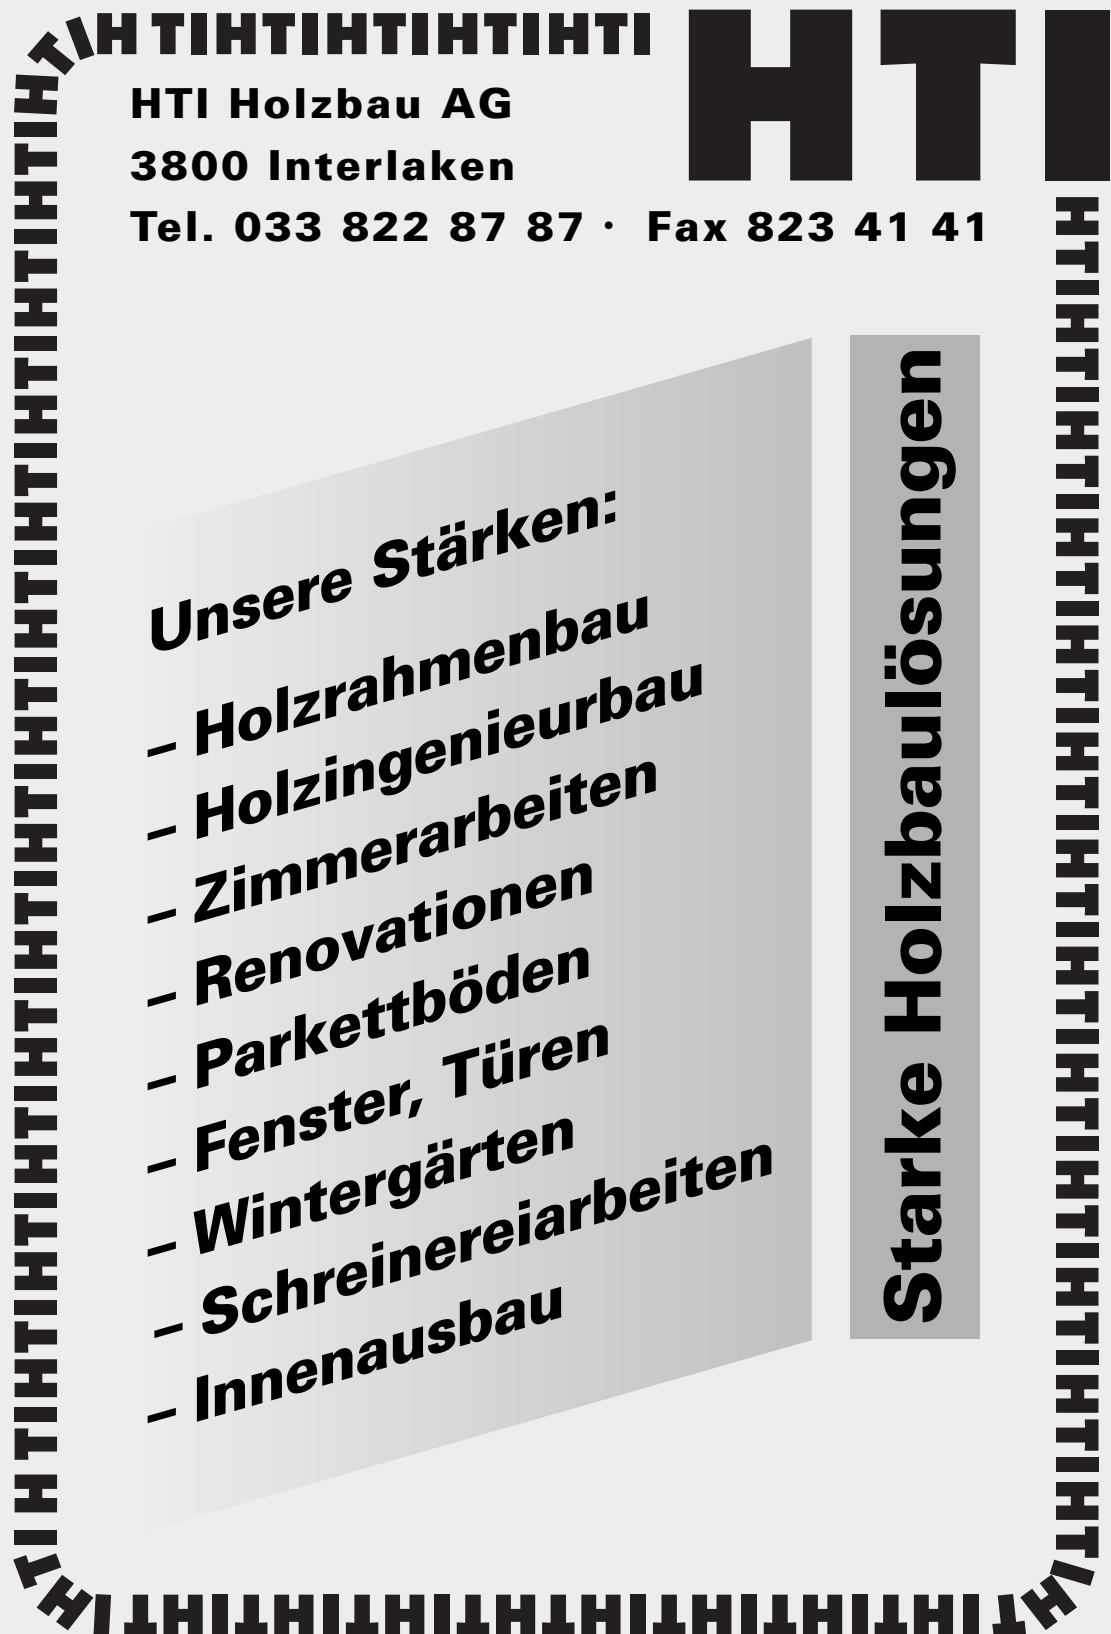 HTI
HTI Holzbau AG
3800 Interlaken
Tel. 033 822 87 87 · Fax 823 41 41
Unsere Stärken:
– Holzrahmenbau
– Holzingenieurbau
– Zimmerarbeiten
– Renovationen
– Parkettböden
– Fenster, Türen
– Wintergärten
– Schreinereiarbeiten
– Innenausbau
Starke Holzbaulösungen